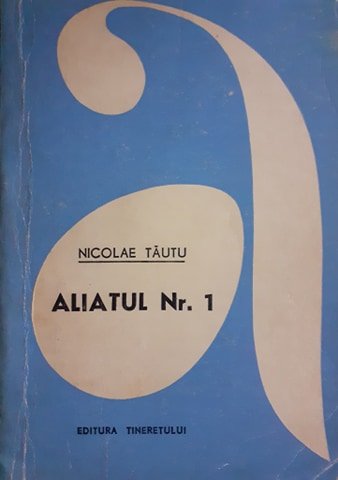 a
NICOLAE TĂUTU
ALIATUL Nr. 1
EDITURA TINERETULUI